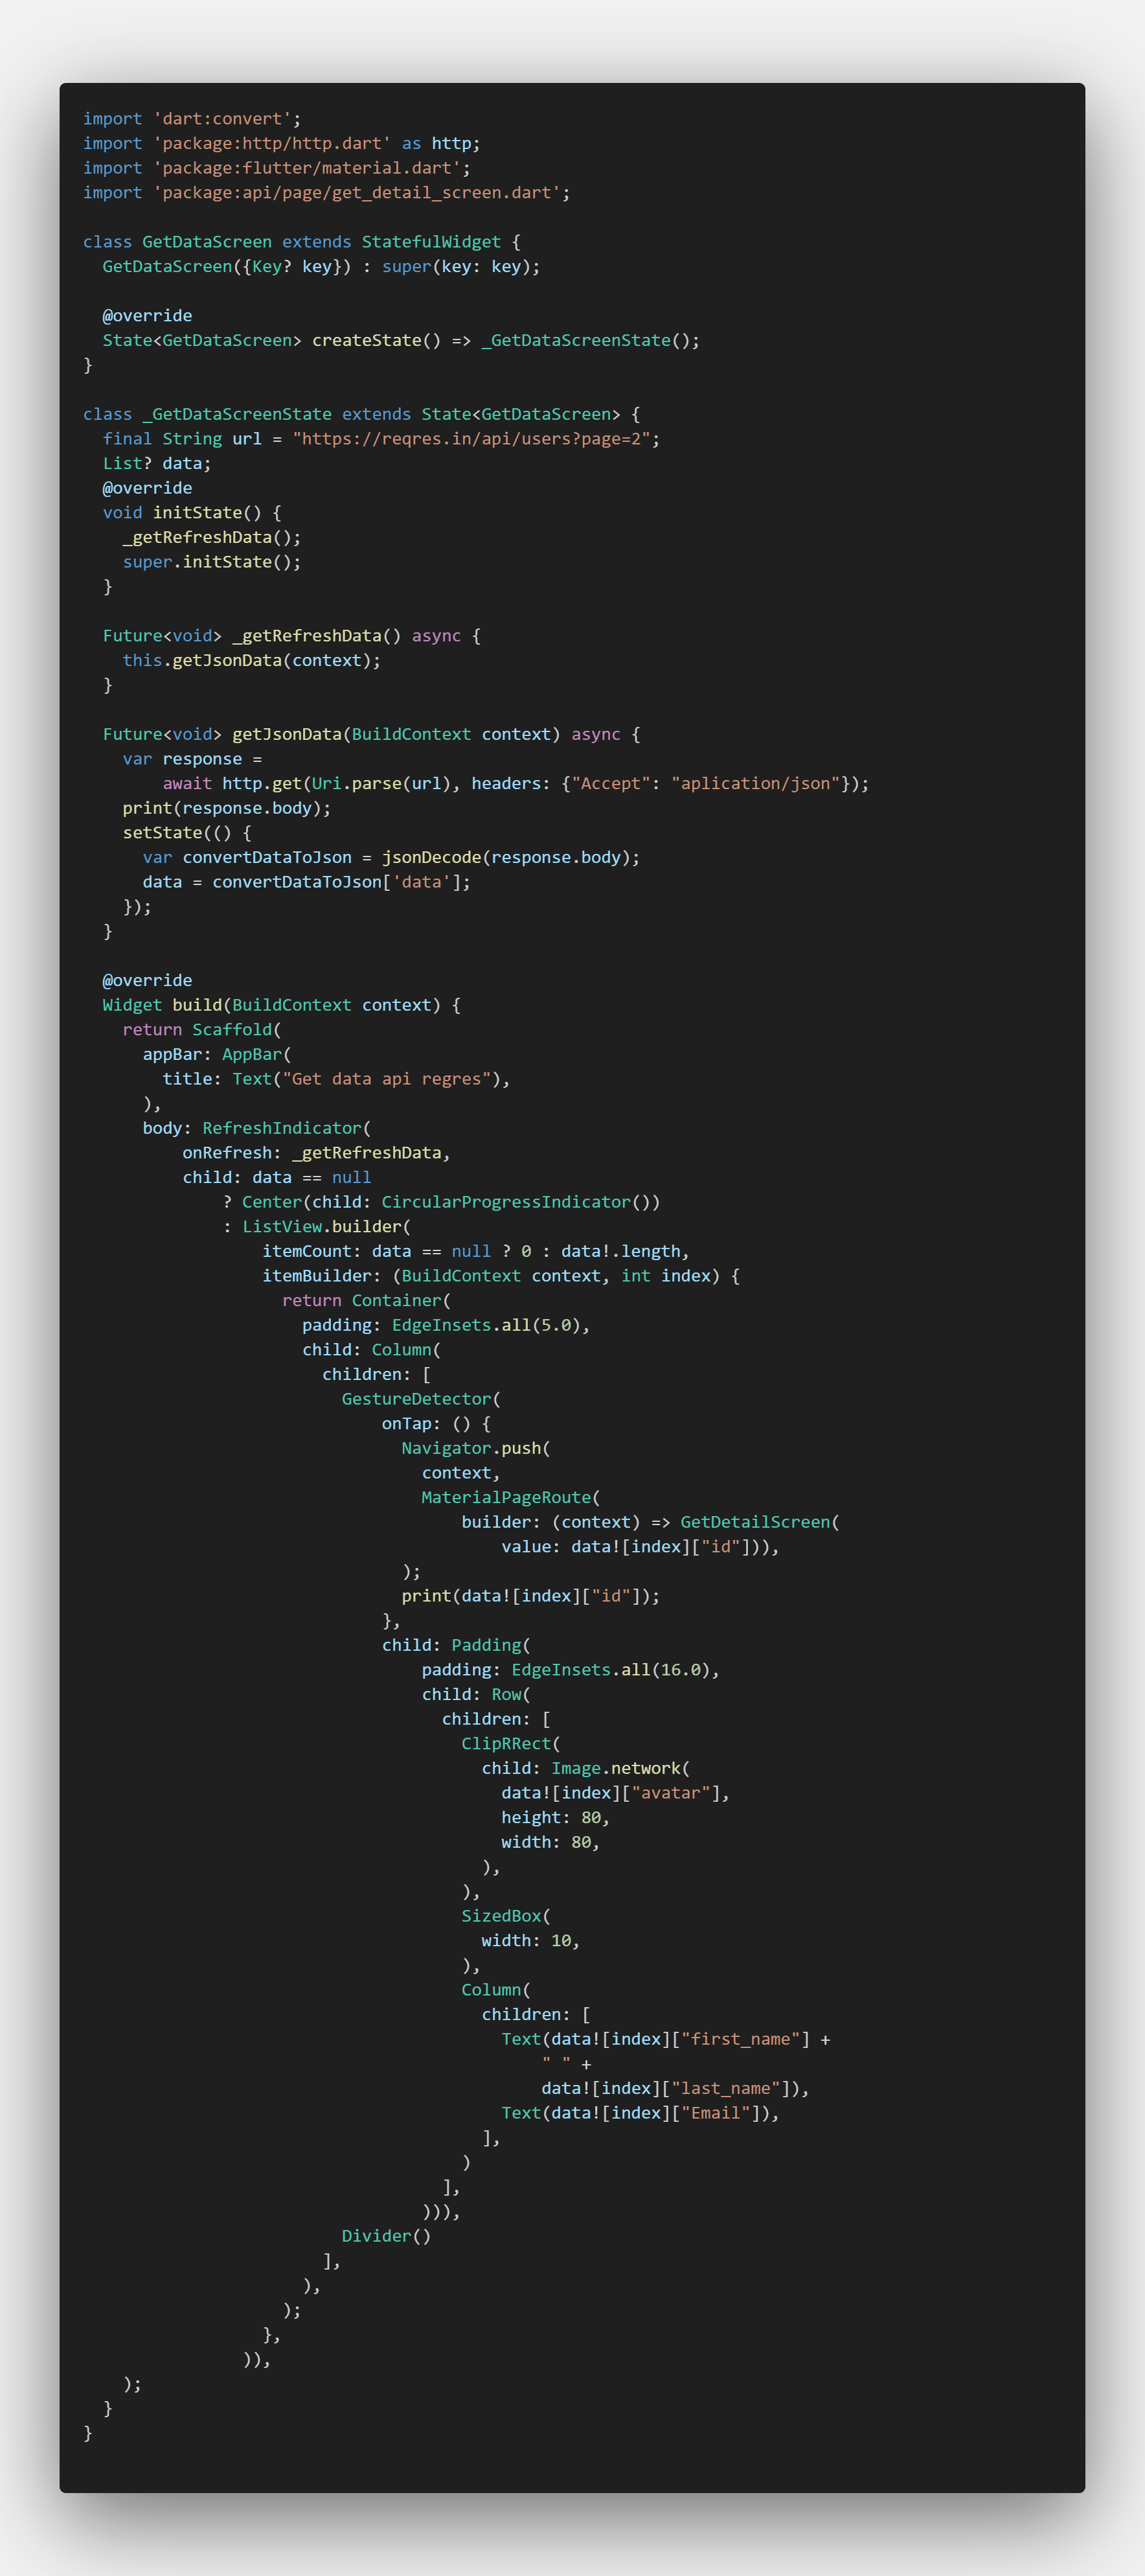 import 'dart:convert';
import 'package:http/http.dart' as http;
import 'package:flutter/material.dart';
import 'package:api/page/get_detail_screen.dart';

class GetDataScreen extends StatefulWidget {
  GetDataScreen({Key? key}) : super(key: key);

  @override
  State<GetDataScreen> createState() => _GetDataScreenState();
}

class _GetDataScreenState extends State<GetDataScreen> {
  final String url = "https://reqres.in/api/users?page=2";
  List? data;
  @override
  void initState() {
    _getRefreshData();
    super.initState();
  }

  Future<void> _getRefreshData() async {
    this.getJsonData(context);
  }

  Future<void> getJsonData(BuildContext context) async {
    var response =
        await http.get(Uri.parse(url), headers: {"Accept": "aplication/json"});
    print(response.body);
    setState(() {
      var convertDataToJson = jsonDecode(response.body);
      data = convertDataToJson['data'];
    });
  }

  @override
  Widget build(BuildContext context) {
    return Scaffold(
      appBar: AppBar(
        title: Text("Get data api regres"),
      ),
      body: RefreshIndicator(
          onRefresh: _getRefreshData,
          child: data == null
              ? Center(child: CircularProgressIndicator())
              : ListView.builder(
                  itemCount: data == null ? 0 : data!.length,
                  itemBuilder: (BuildContext context, int index) {
                    return Container(
                      padding: EdgeInsets.all(5.0),
                      child: Column(
                        children: [
                          GestureDetector(
                              onTap: () {
                                Navigator.push(
                                  context,
                                  MaterialPageRoute(
                                      builder: (context) => GetDetailScreen(
                                          value: data![index]["id"])),
                                );
                                print(data![index]["id"]);
                              },
                              child: Padding(
                                  padding: EdgeInsets.all(16.0),
                                  child: Row(
                                    children: [
                                      ClipRRect(
                                        child: Image.network(
                                          data![index]["avatar"],
                                          height: 80,
                                          width: 80,
                                        ),
                                      ),
                                      SizedBox(
                                        width: 10,
                                      ),
                                      Column(
                                        children: [
                                          Text(data![index]["first_name"] +
                                              " " +
                                              data![index]["last_name"]),
                                          Text(data![index]["Email"]),
                                        ],
                                      )
                                    ],
                                  ))),
                          Divider()
                        ],
                      ),
                    );
                  },
                )),
    );
  }
}